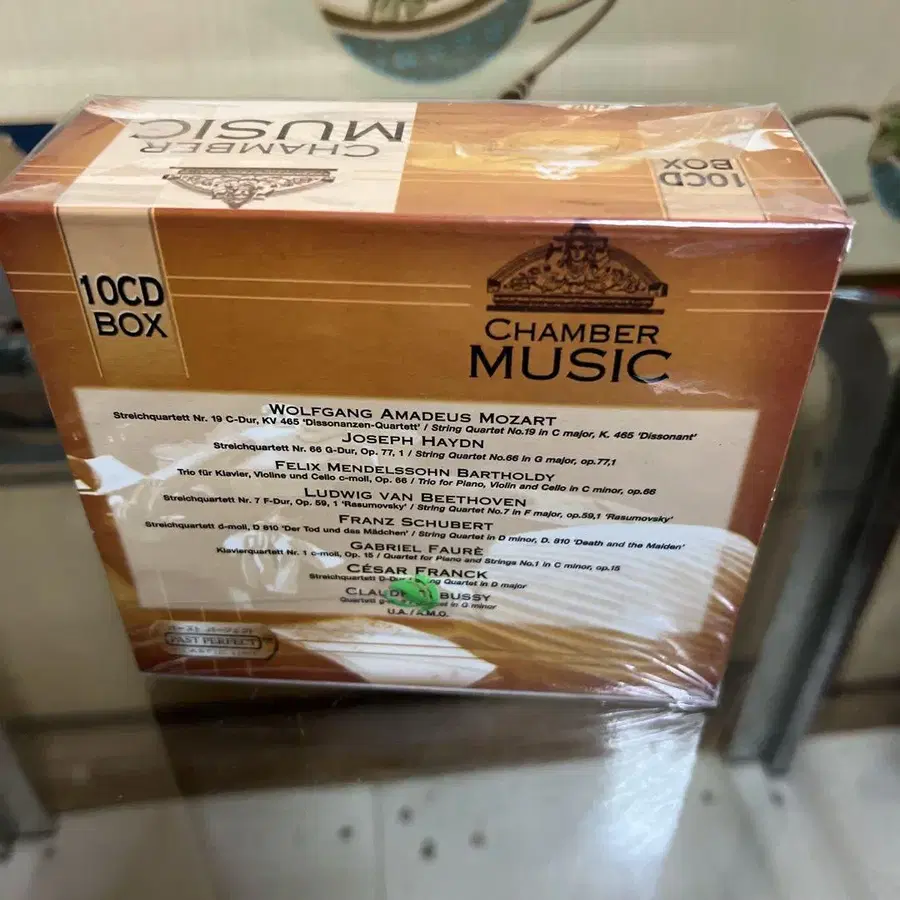 CHAMBER
MUSIC
10CD
BOX
10CD
BOX
CHAMBER
MUSIC
WOLFGANG AMADEUS MOZART
Streichquartett Nr. 19 C-Dur, KV 465 'Dissonanzen-Quartett' / String Quartet No.19 in C major, K. 465 'Dissonant'
JOSEPH HAYDN
Streichquartett Nr. 66 G-Dur, Op. 77, 1 / String Quartet No.66 in G major, op.77,1
FELIX MENDELSSOHN BARTHOLDY
Trio für Klavier, Violine und Cello c-moll, Op. 66 / Trio for Piano, Violin and Cello in C minor, op.66
LUDWIG VAN BEETHOVEN
Streichquartett Nr. 7 F-Dur, Op. 59, 1 'Rasumovsky' / String Quartet No.7 in F major, op.59,1 'Rasumovsky'
FRANZ SCHUBERT
Streichquartett d-moll, D 810 'Der Tod und das Mädchen' / String Quartet in D minor, D. 810 'Death and the Maiden'
GABRIEL FAURÈ
Klavierquartett Nr. 1 c-moll, Op. 15 / Quartet for Piano and Strings No.1 in C minor, op.15
CÉSAR FRANCK
Streichquartett D-Dur Quartet in D major
Quartett in G minor
U.A. / A.M.O.
PAST PERFECT